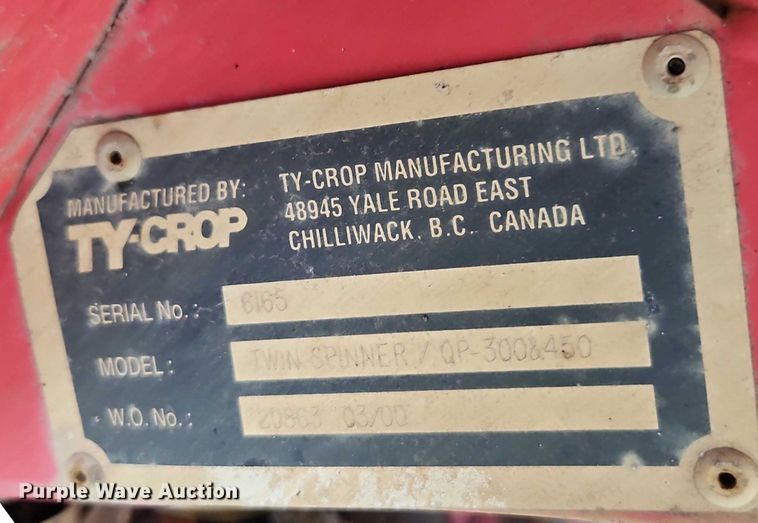 MANUFACTURED BY:
TY-CROP
TY-CROP MANUFACTURING LTD.
48945 YALE ROAD EAST
CHILLIWACK, B.C. CANADA
SERIAL No.: 6165
MODEL: TWIN SPINNER / QP-300&450
W.O. No.: 20863 03/00
Purple Wave Auction